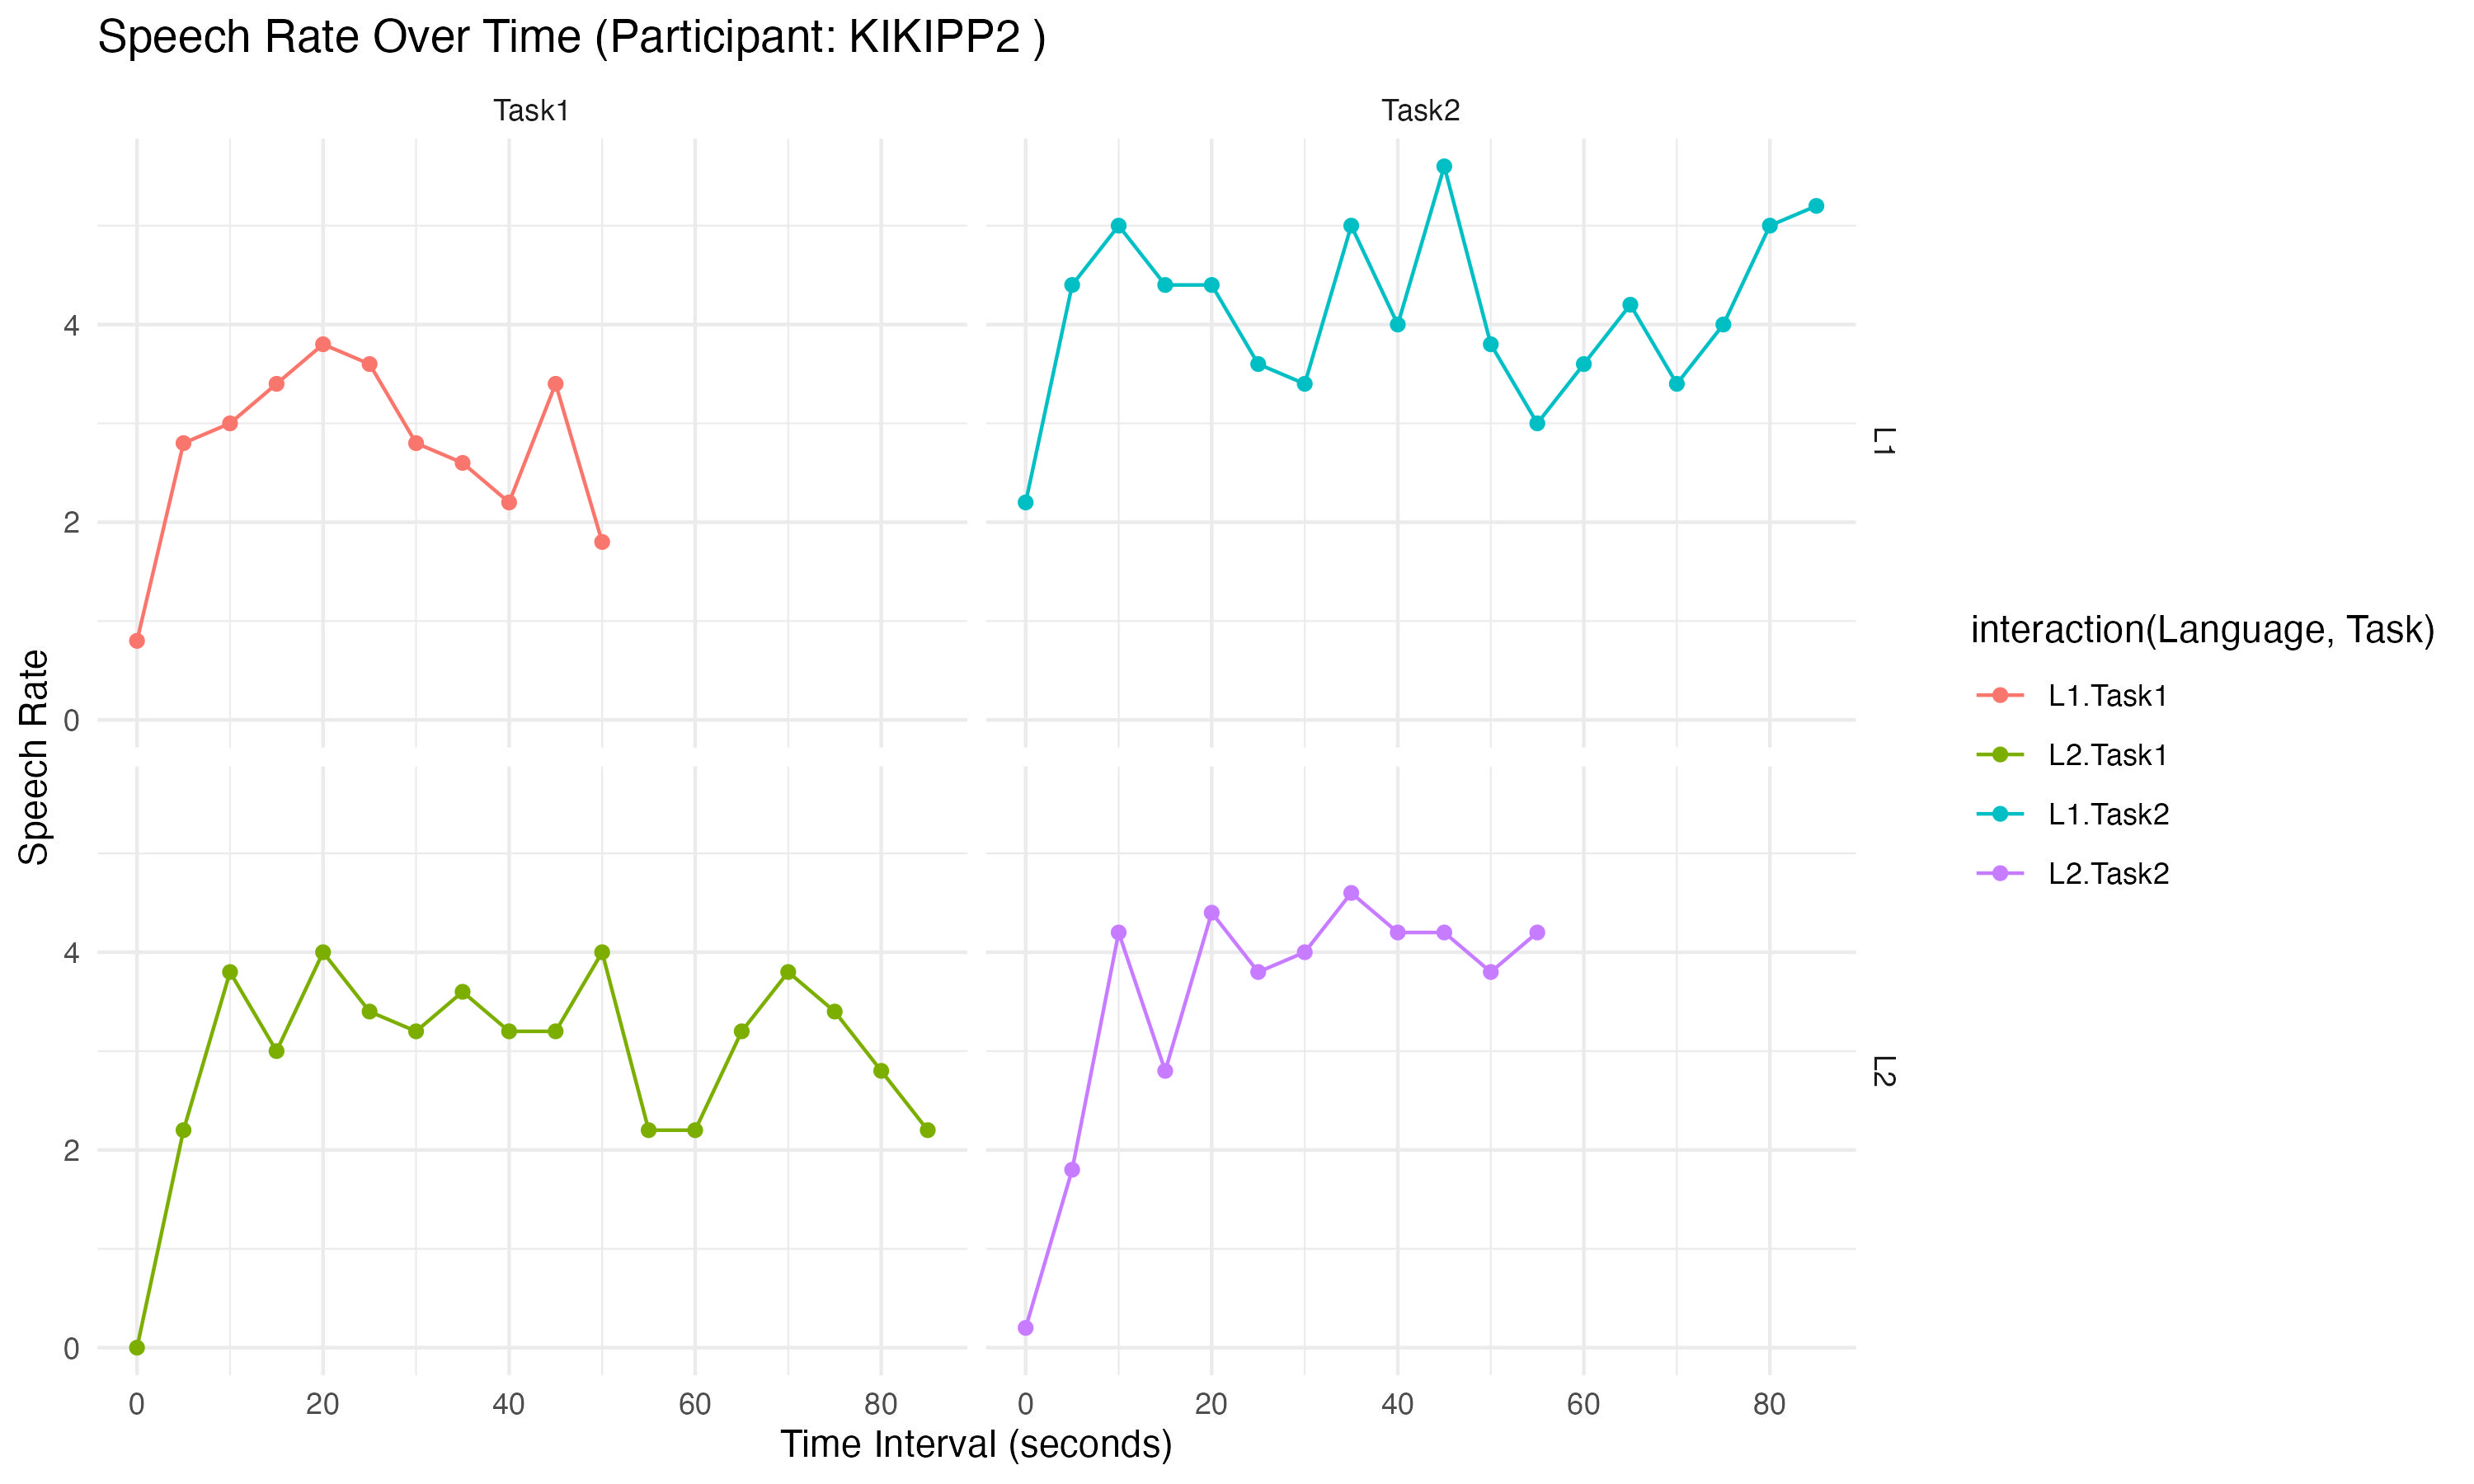 Speech Rate Over Time (Participant: KIKIPP2 )
Task1
Task2
4
2
0
L1
4
2
0
L2
Speech Rate
0 20 40 60 80
0 20 40 60 80
Time Interval (seconds)
interaction(Language, Task)
L1.Task1
L2.Task1
L1.Task2
L2.Task2